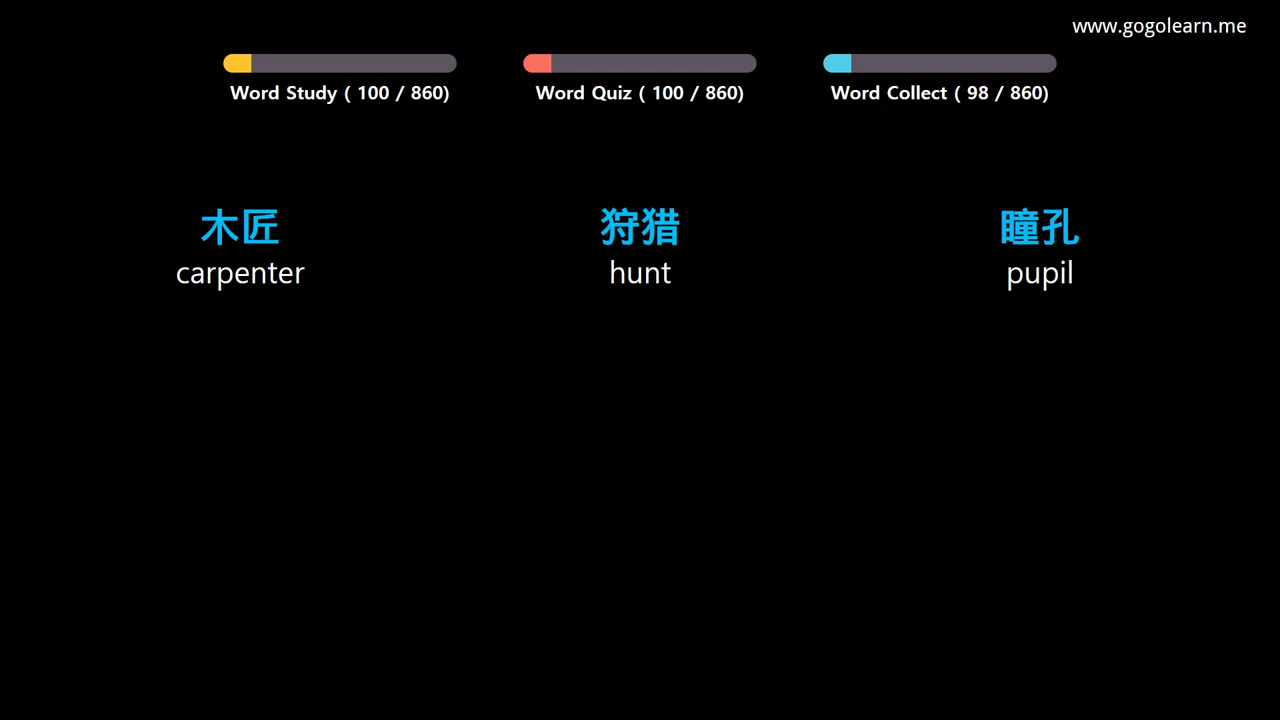 www.gogolearn.me
Word Study ( 100 / 860)
Word Quiz ( 100 / 860)
Word Collect ( 98 / 860)
木匠
carpenter
狩猎
hunt
瞳孔
pupil